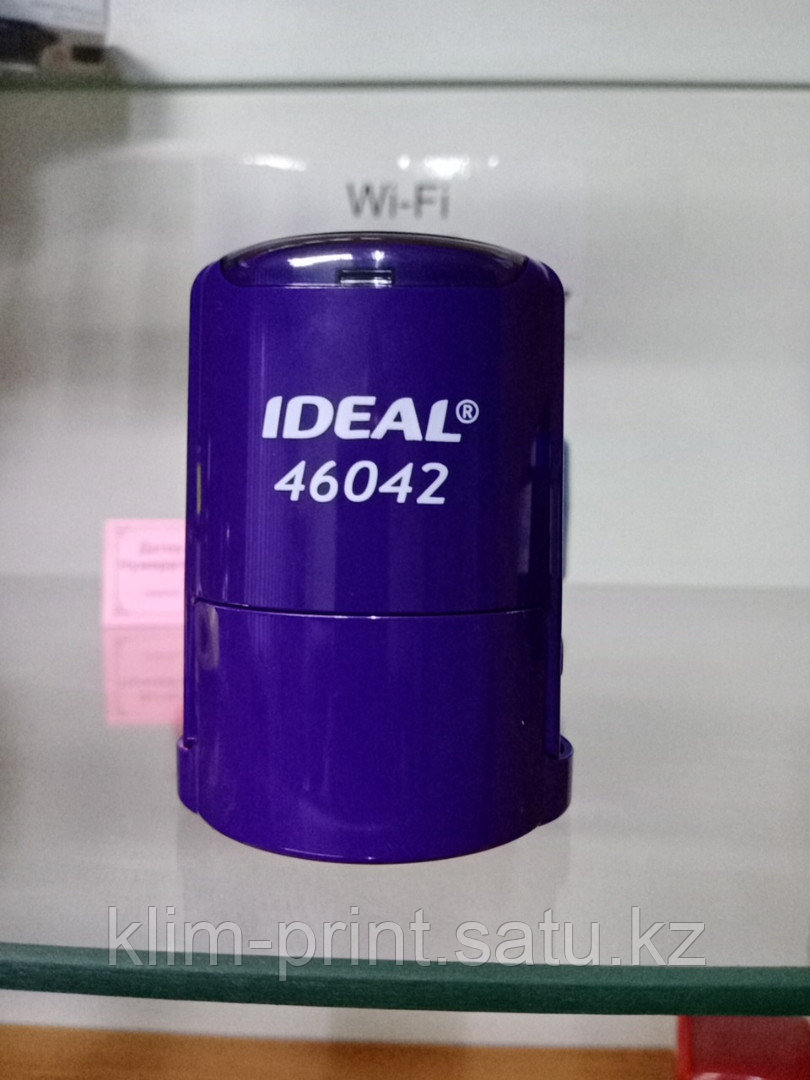 Wi-Fi
IDEAL®
46042
klim-print.satu.kz